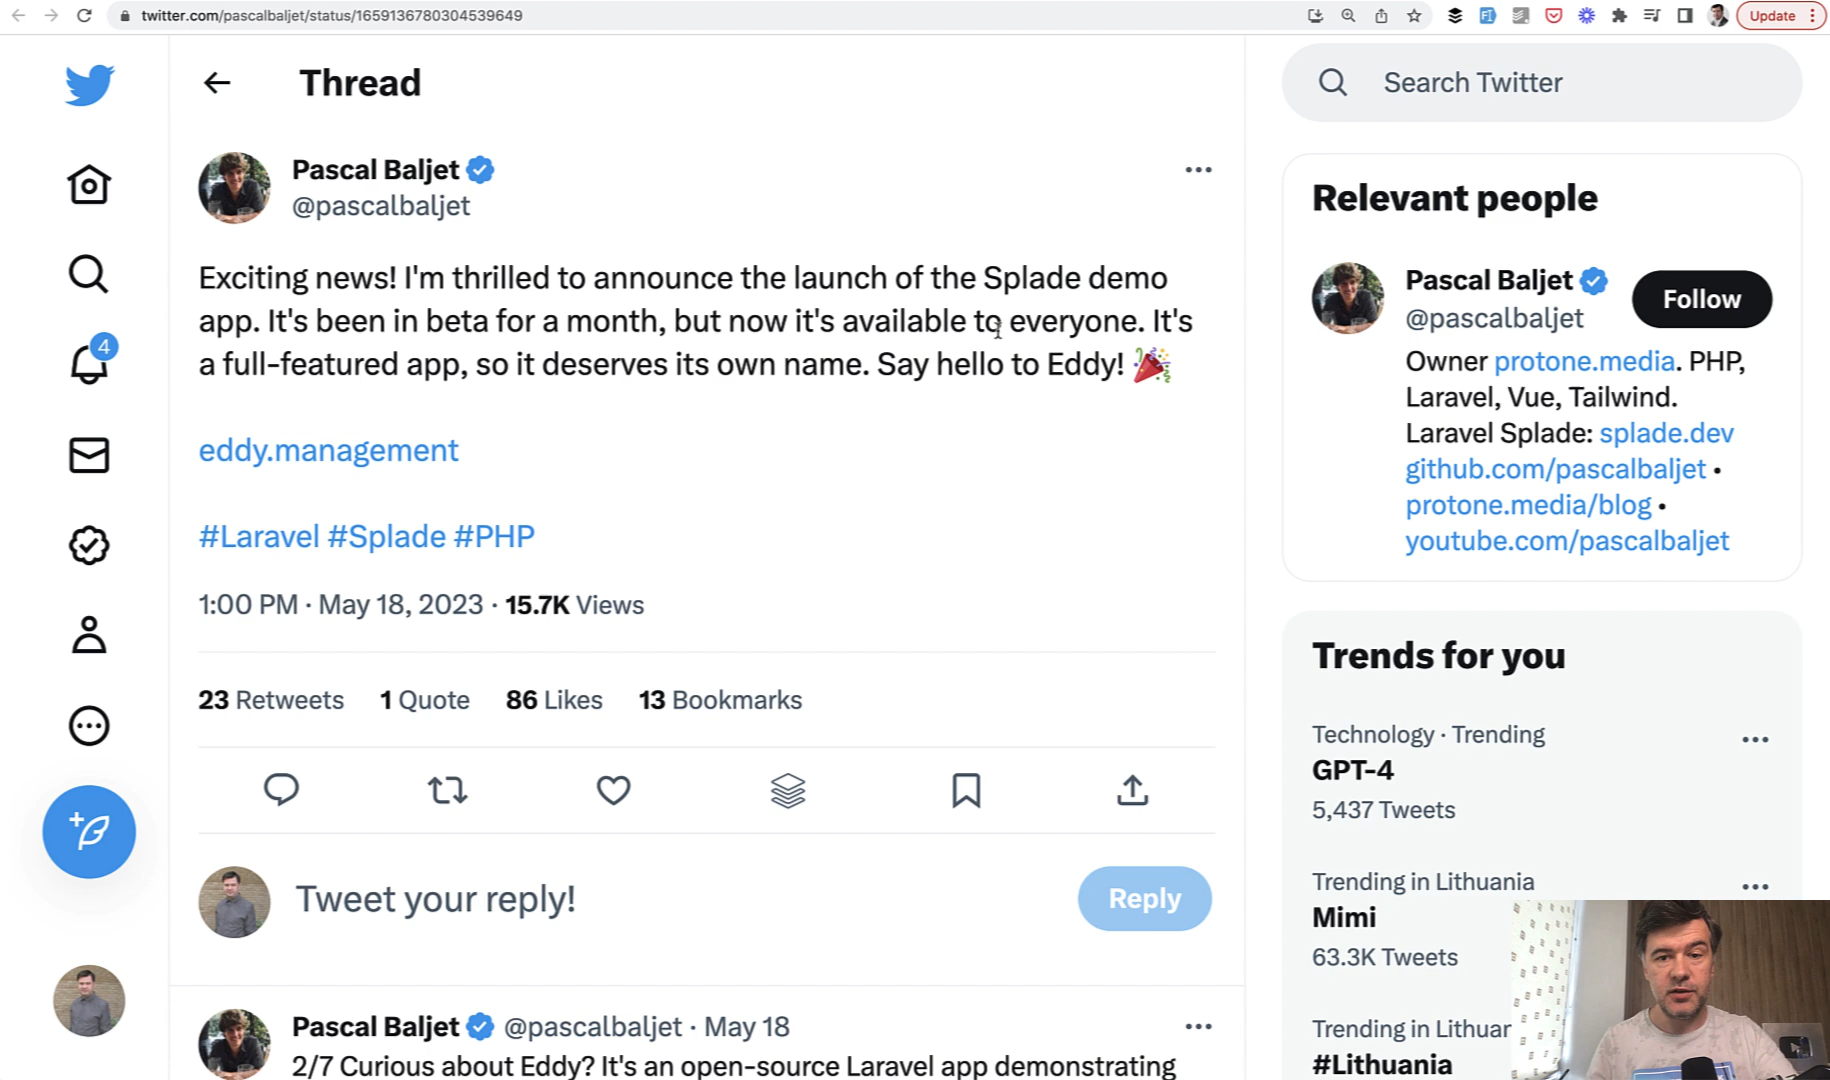 twitter.com/pascalbaljet/status/1659136780304539649
Update
Thread
Search Twitter
Pascal Baljet
@pascalbaljet
Exciting news! I'm thrilled to announce the launch of the Splade demo
app. It's been in beta for a month, but now it's available to everyone. It's
a full-featured app, so it deserves its own name. Say hello to Eddy! 🎉
eddy.management
#Laravel #Splade #PHP
1:00 PM · May 18, 2023 · 15.7K Views
23 Retweets 1 Quote 86 Likes 13 Bookmarks
Tweet your reply!
Reply
Pascal Baljet @pascalbaljet · May 18
2/7 Curious about Eddy? It's an open-source Laravel app demonstrating
4
Relevant people
Pascal Baljet
@pascalbaljet
Follow
Owner protone.media. PHP,
Laravel, Vue, Tailwind.
Laravel Splade: splade.dev
github.com/pascalbaljet •
protone.media/blog •
youtube.com/pascalbaljet
Trends for you
Technology · Trending
GPT-4
5,437 Tweets
Trending in Lithuania
Mimi
63.3K Tweets
Trending in Lithuan
#Lithuania